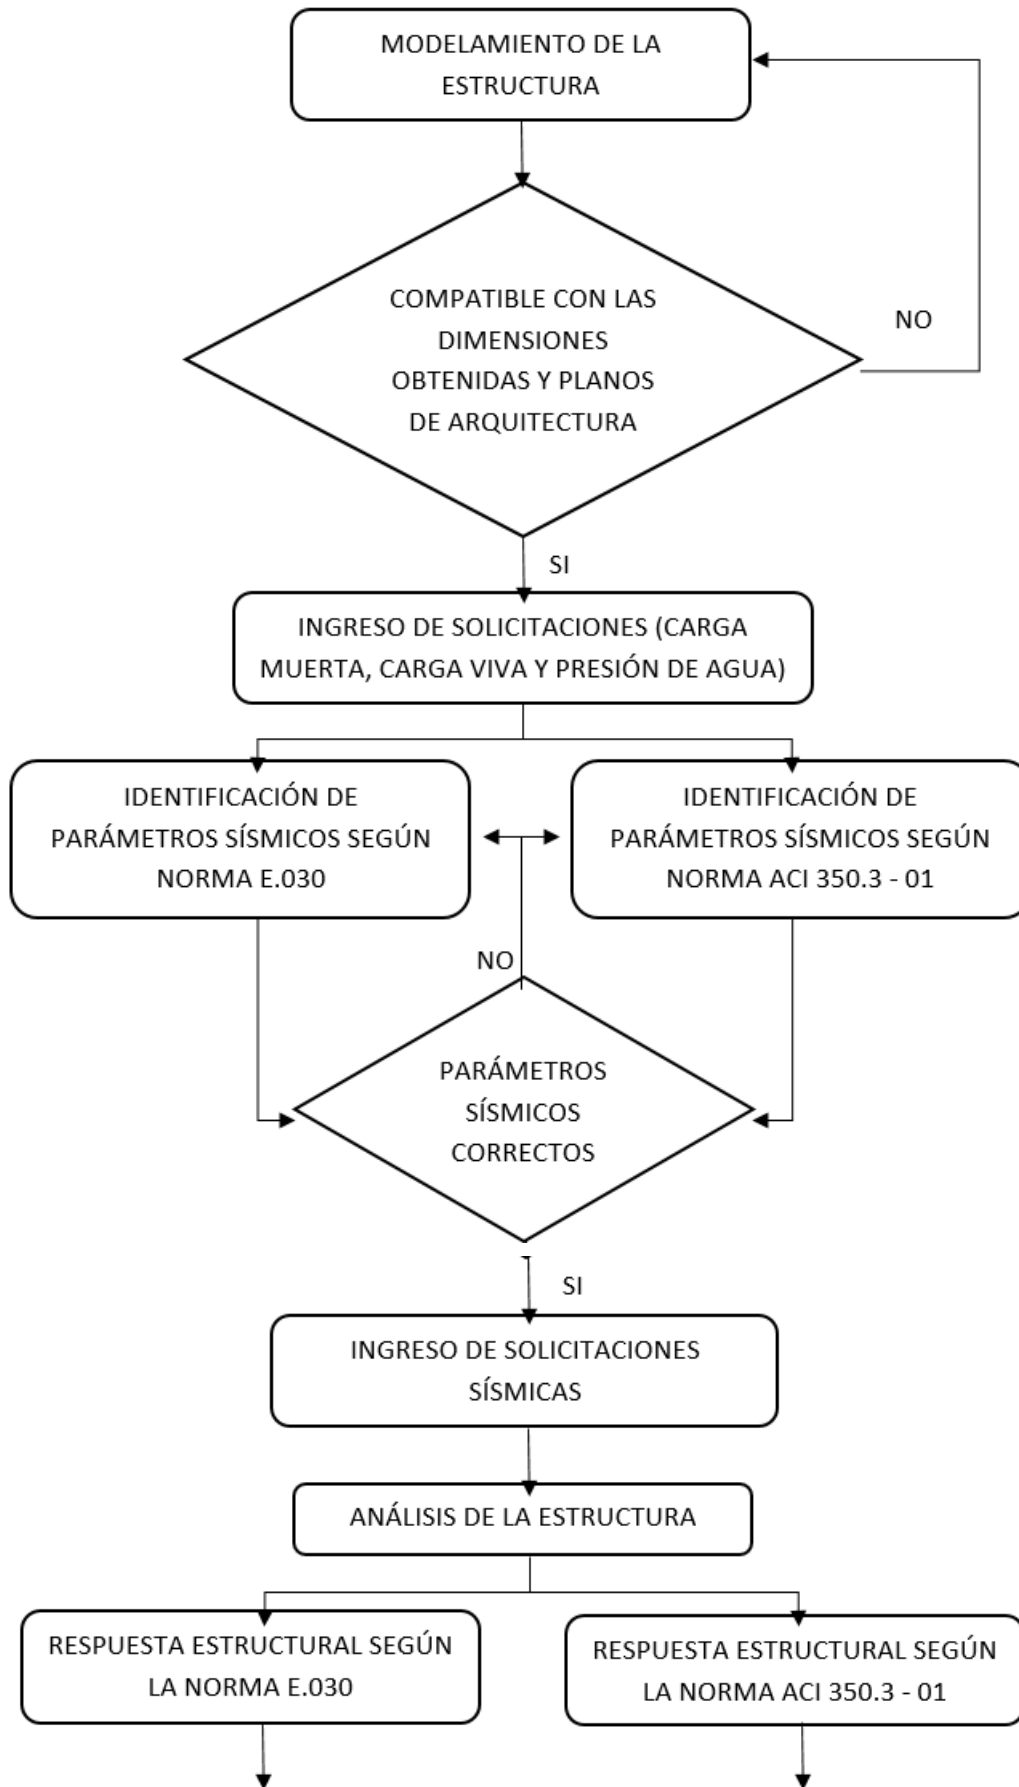 MODELAMIENTO DE LA
ESTRUCTURA
COMPATIBLE CON LAS
DIMENSIONES
OBTENIDAS Y PLANOS
DE ARQUITECTURA
NO
SI
INGRESO DE SOLICITACIONES (CARGA
MUERTA, CARGA VIVA Y PRESIÓN DE AGUA)
IDENTIFICACIÓN DE
PARÁMETROS SÍSMICOS SEGÚN
NORMA E.030
IDENTIFICACIÓN DE
PARÁMETROS SÍSMICOS SEGÚN
NORMA ACI 350.3 - 01
NO
PARÁMETROS
SÍSMICOS
CORRECTOS
SI
INGRESO DE SOLICITACIONES
SÍSMICAS
ANÁLISIS DE LA ESTRUCTURA
RESPUESTA ESTRUCTURAL SEGÚN
LA NORMA E.030
RESPUESTA ESTRUCTURAL SEGÚN
LA NORMA ACI 350.3 - 01